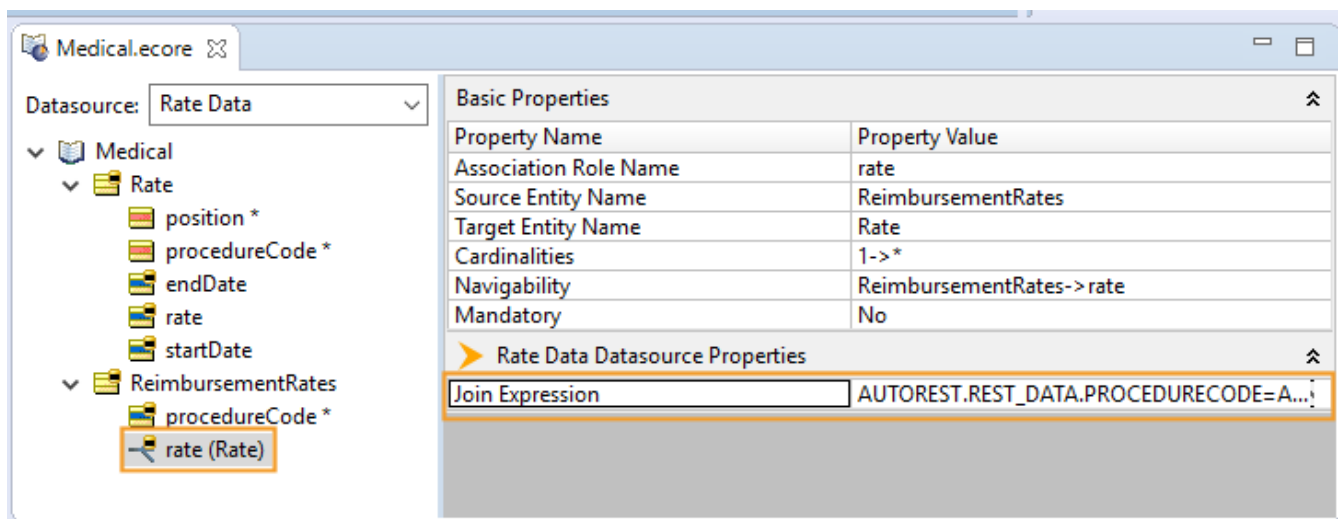 Medical.ecore
Datasource: Rate Data
Medical
Rate
position *
procedureCode *
endDate
rate
startDate
ReimbursementRates
procedureCode *
rate (Rate)
Basic Properties
Property Name Property Value
Association Role Name rate
Source Entity Name ReimbursementRates
Target Entity Name Rate
Cardinalities 1->*
Navigability ReimbursementRates->rate
Mandatory No
Rate Data Datasource Properties
Join Expression AUTOREST.REST_DATA.PROCEDURECODE=A...